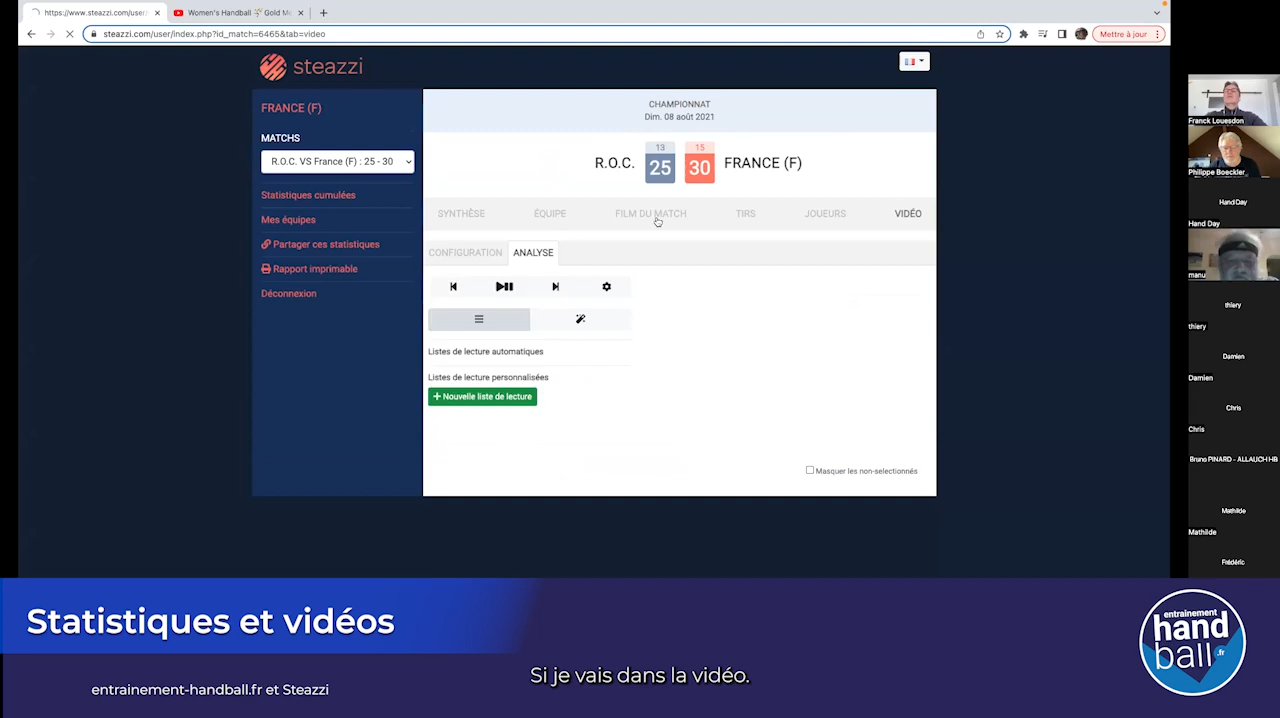 https://www.steazzi.com/user/
Women's Handball 🤾 Gold Me
steazzi.com/user/index.php?id_match=6465&tab=video
Mettre à jour
steazzi
FRANCE (F)
MATCHS
R.O.C. VS France (F) : 25 - 30
Statistiques cumulées
Mes équipes
Partager ces statistiques
Rapport imprimable
Déconnexion
CHAMPIONNAT
Dim. 08 août 2021
R.O.C.
13
25
15
30
FRANCE (F)
SYNTHÈSE
ÉQUIPE
FILM DU MATCH
TIRS
JOUEURS
VIDÉO
CONFIGURATION
ANALYSE
Listes de lecture automatiques
Listes de lecture personnalisées
+ Nouvelle liste de lecture
Masquer les non-selectionnés
Franck Louesdon
Philippe Boeckler
Hand Day
Hand Day
manu
thiery
thiery
Damien
Damien
Chris
Chris
Bruno PINARD - ALLAUCH HB
Mathilde
Mathilde
Frédéric
Statistiques et vidéos
Si je vais dans la vidéo.
entrainement-handball.fr et Steazzi
entrainement
hand
ball.fr